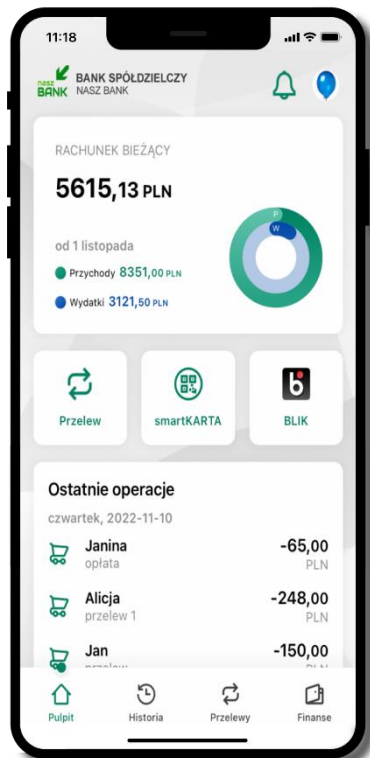 11:18
nasz BANK
BANK SPÓŁDZIELCZY
NASZ BANK
RACHUNEK BIEŻĄCY
5615,13 PLN
od 1 listopada
P
W
Przychody 8351,00 PLN
Wydatki 3121,50 PLN
Przelew
smartKARTA
BLIK
Ostatnie operacje
czwartek, 2022-11-10
Janina -65,00
opłata PLN
Alicja -248,00
przelew 1 PLN
Jan -150,00
Pulpit
Historia
Przelewy
Finanse